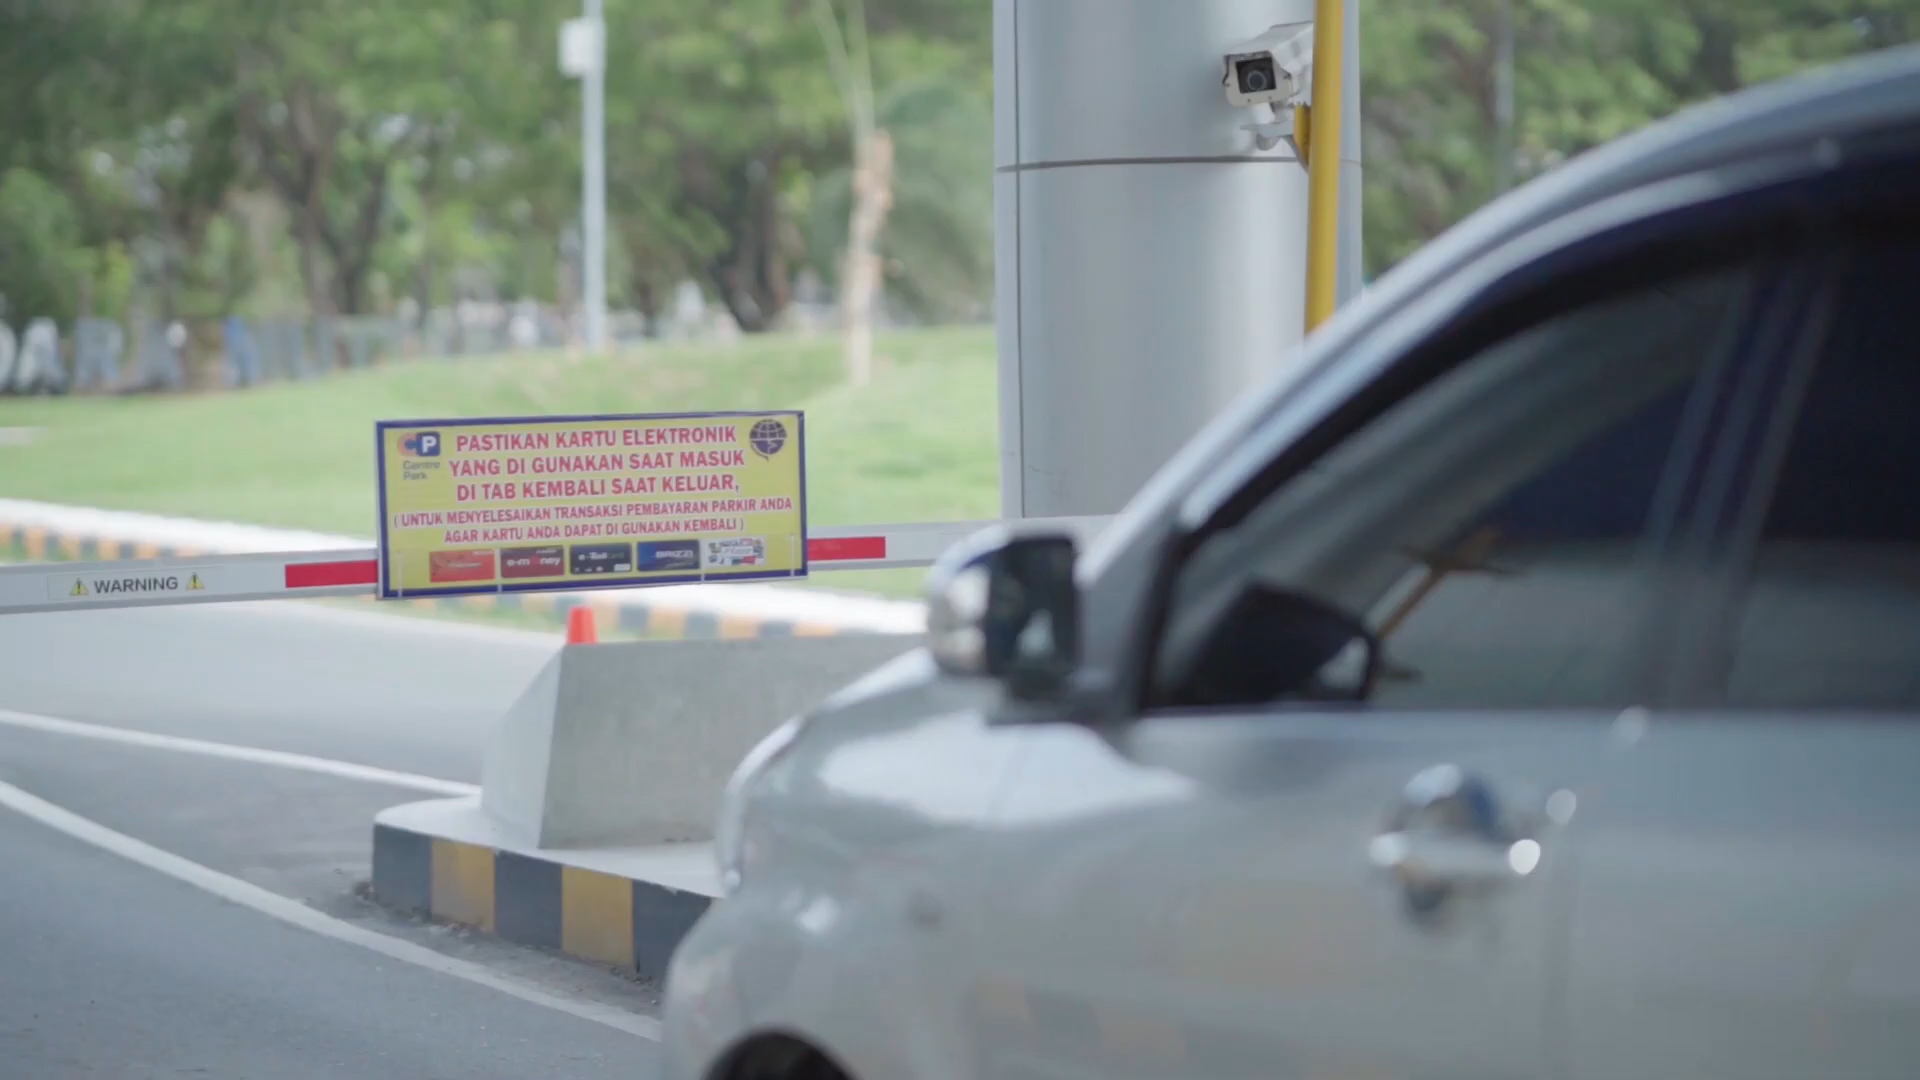 CP
Centre
Park
PASTIKAN KARTU ELEKTRONIK
YANG DI GUNAKAN SAAT MASUK
DI TAB KEMBALI SAAT KELUAR,
( UNTUK MENYELESAIKAN TRANSAKSI PEMBAYARAN PARKIR ANDA
AGAR KARTU ANDA DAPAT DI GUNAKAN KEMBALI )
e-money
BRIZZI
WARNING